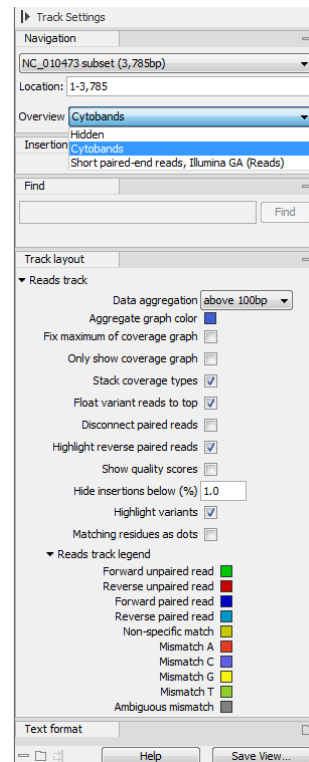 Track Settings
Navigation
NC_010473 subset (3,785bp)
Location: 1-3,785
Overview Cytobands
Hidden
Insertion Cytobands
Short paired-end reads, Illumina GA (Reads)
Find
Find
Track layout
Reads track
Data aggregation above 100bp
Aggregate graph color
Fix maximum of coverage graph
Only show coverage graph
Stack coverage types
Float variant reads to top
Disconnect paired reads
Highlight reverse paired reads
Show quality scores
Hide insertions below (%) 1.0
Highlight variants
Matching residues as dots
Reads track legend
Forward unpaired read
Reverse unpaired read
Forward paired read
Reverse paired read
Non-specific match
Mismatch A
Mismatch C
Mismatch G
Mismatch T
Ambiguous mismatch
Text format
Help Save View...